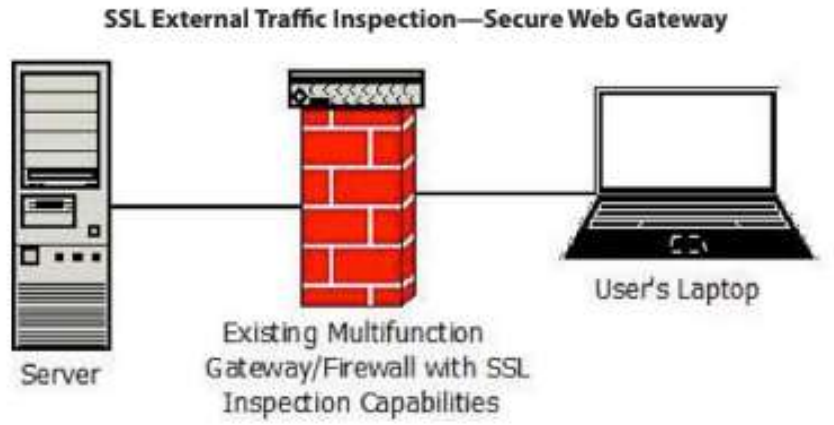 SSL External Traffic Inspection—Secure Web Gateway
User's Laptop
Existing Multifunction
Gateway/Firewall with SSL
Inspection Capabilities
Server